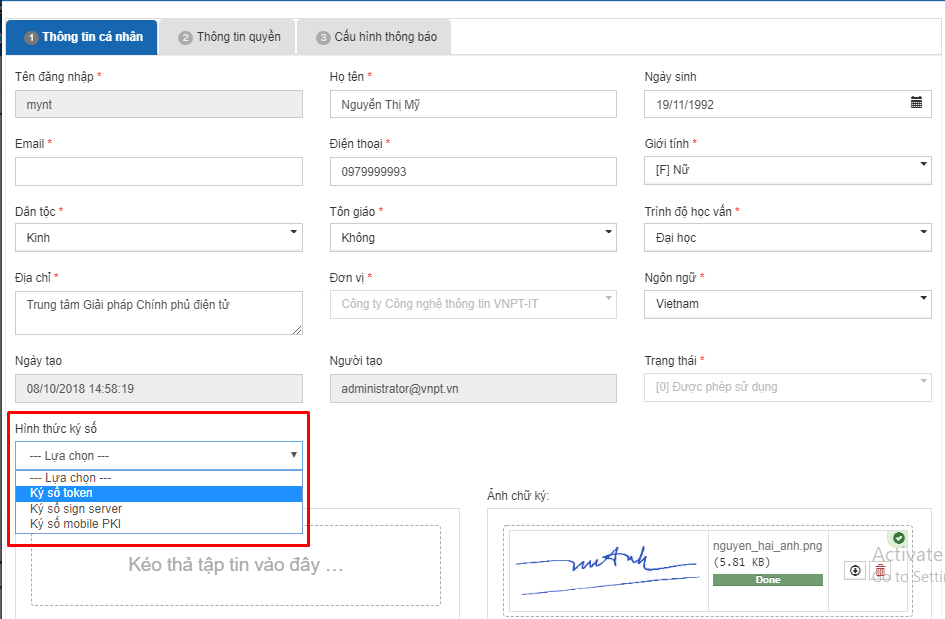 1 Thông tin cá nhân
2 Thông tin quyền
3 Cấu hình thông báo
Tên đăng nhập *
Họ tên *
Ngày sinh
mynt
Nguyễn Thị Mỹ
19/11/1992
Email *
Điện thoại *
Giới tính *
0979999993
[F] Nữ
Dân tộc *
Tôn giáo *
Trình độ học vấn *
Kinh
Không
Đại học
Địa chỉ *
Đơn vị *
Ngôn ngữ *
Trung tâm Giải pháp Chính phủ điện tử
Công ty Công nghệ thông tin VNPT-IT
Vietnam
Ngày tạo
Người tạo
Trạng thái *
08/10/2018 14:58:19
administrator@vnpt.vn
[0] Được phép sử dụng
Hình thức ký số
--- Lựa chọn ---
--- Lựa chọn ---
Ký số token
Ký số sign server
Ký số mobile PKI
Ảnh chữ ký:
Kéo thả tập tin vào đây ...
nguyen_hai_anh.png
(5.81 KB)
Done
Activate
Go to Setti